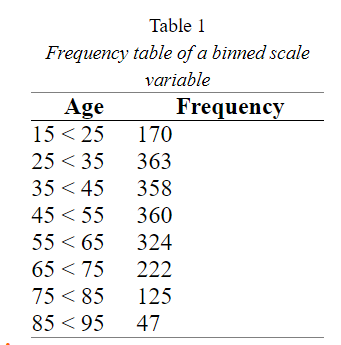 Table 1
Frequency table of a binned scale
variable
Age Frequency
15 < 25 170
25 < 35 363
35 < 45 358
45 < 55 360
55 < 65 324
65 < 75 222
75 < 85 125
85 < 95 47